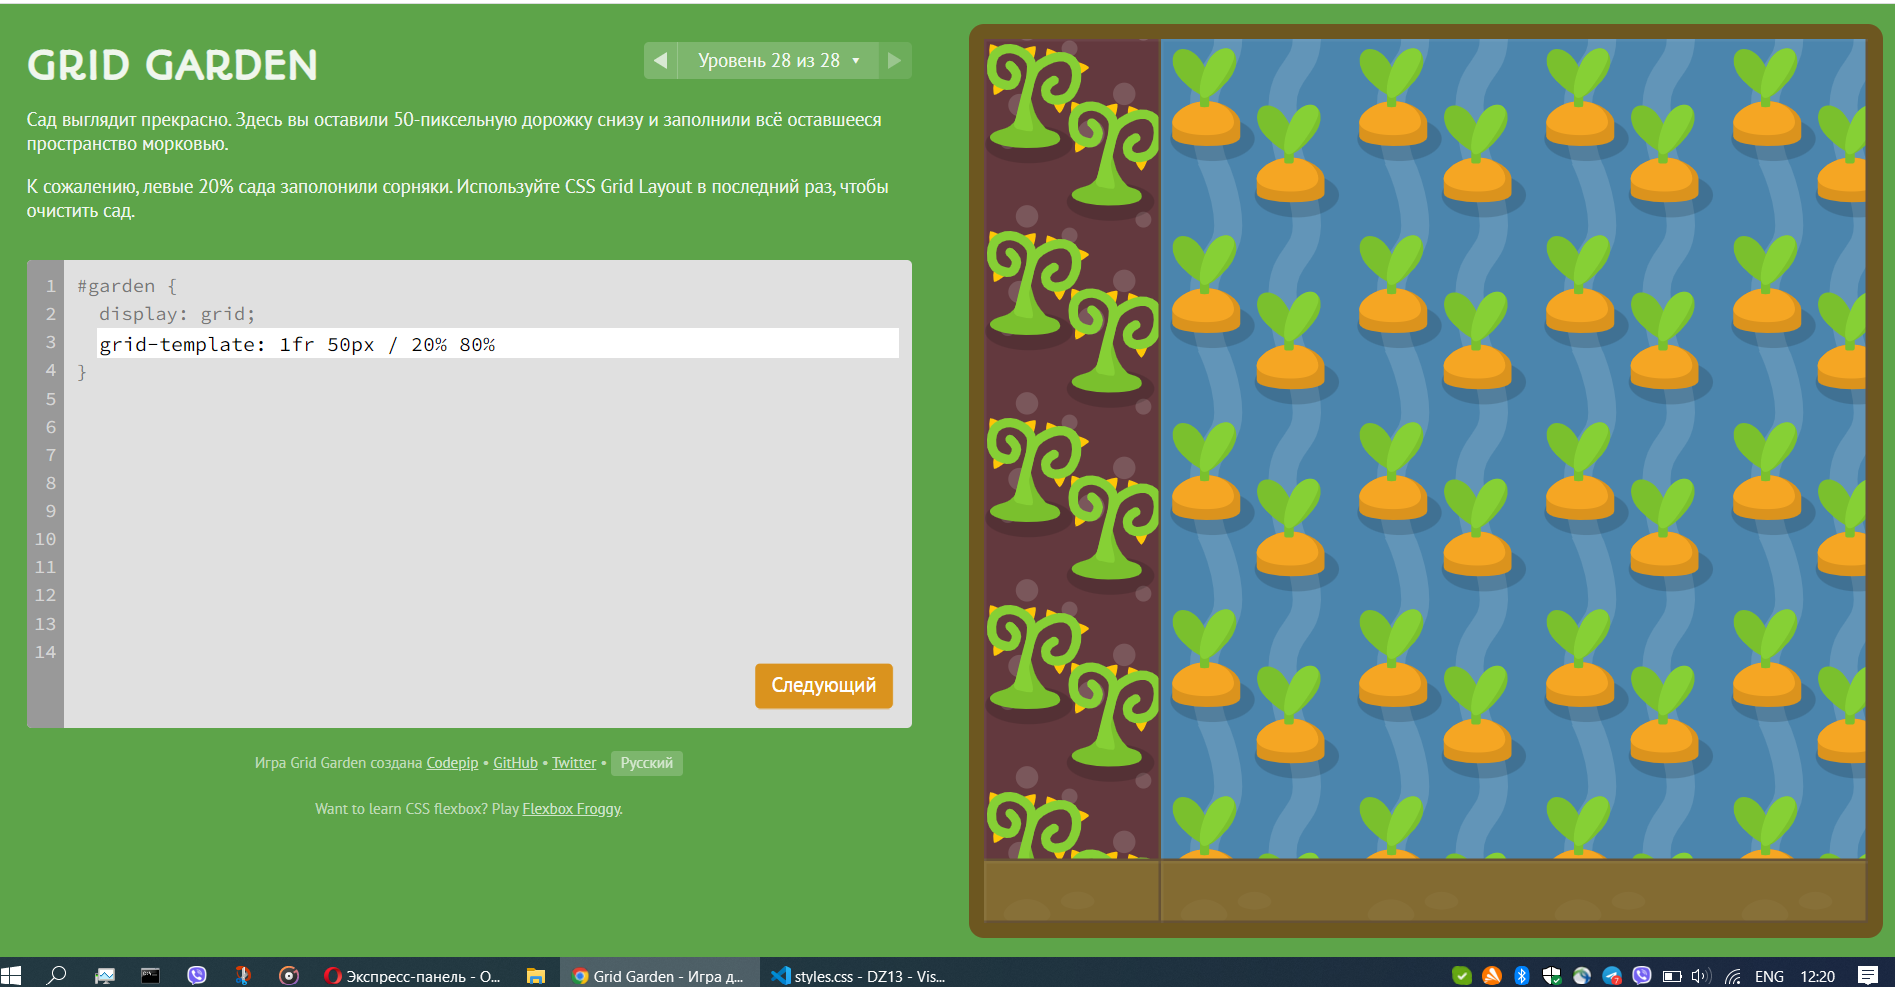 GRID GARDEN
Уровень 28 из 28
Сад выглядит прекрасно. Здесь вы оставили 50-пиксельную дорожку снизу и заполнили всё оставшееся
пространство морковью.
К сожалению, левые 20% сада заполонили сорняки. Используйте CSS Grid Layout в последний раз, чтобы
очистить сад.
1 #garden {
2 display: grid;
3 grid-template: 1fr 50px / 20% 80%
4 }
5
6
7
8
9
10
11
12
13
14
Следующий
Игра Grid Garden создана Codepip • GitHub • Twitter • Русский
Want to learn CSS flexbox? Play Flexbox Froggy.
Экспресс-панель - O...
Grid Garden - Игра д...
styles.css - DZ13 - Vis...
ENG
12:20